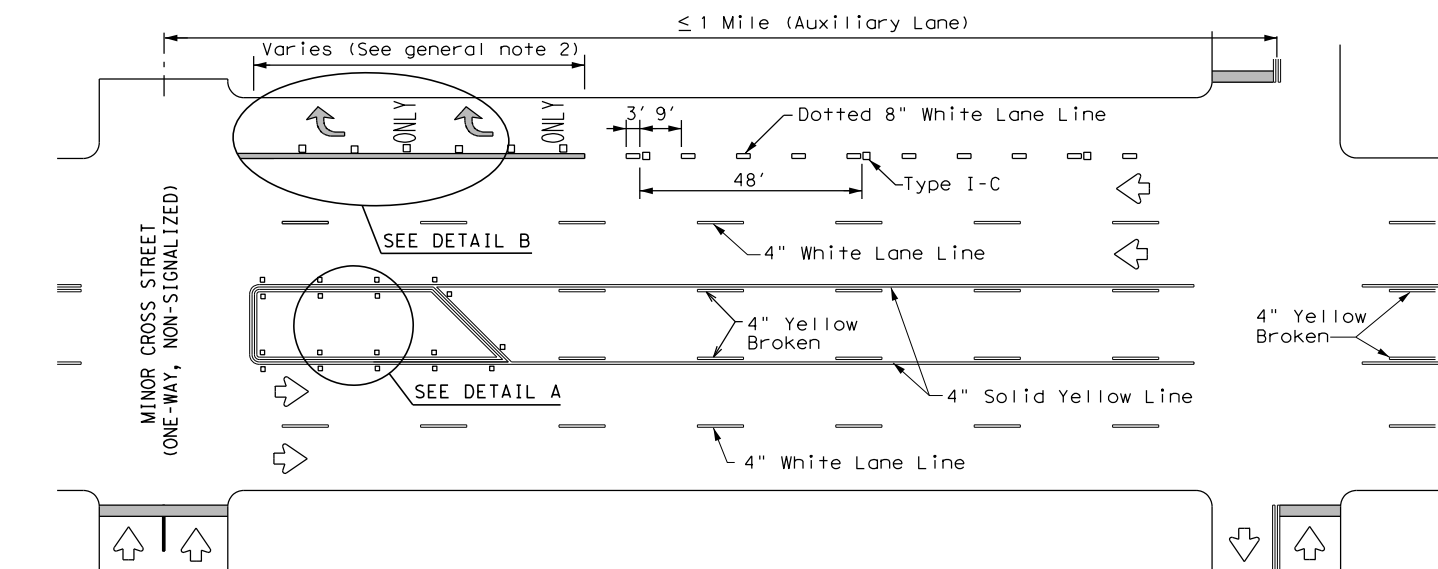 ≤ 1 Mile (Auxiliary Lane)
Varies (See general note 2)
ONLY
ONLY
3' 9'
Dotted 8" White Lane Line
48'
Type I-C
SEE DETAIL B
4" White Lane Line
MINOR CROSS STREET
(ONE-WAY, NON-SIGNALIZED)
4" Yellow
Broken
4" Yellow
Broken
SEE DETAIL A
4" Solid Yellow Line
4" White Lane Line